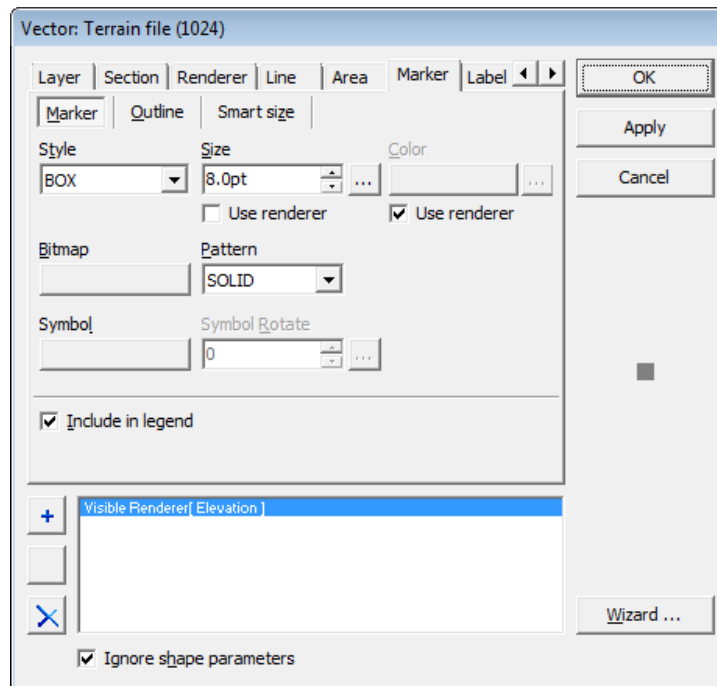 Vector: Terrain file (1024)
Layer Section Renderer Line Area Marker Label
OK
Marker Outline Smart size
Apply
Style Size Color
Cancel
BOX 8.0pt ... ...
Use renderer Use renderer
Bitmap Pattern
SOLID
Symbol Symbol Rotate
0 ...
Include in legend
+ Visible Renderer[ Elevation ]
Wizard ...
Ignore shape parameters